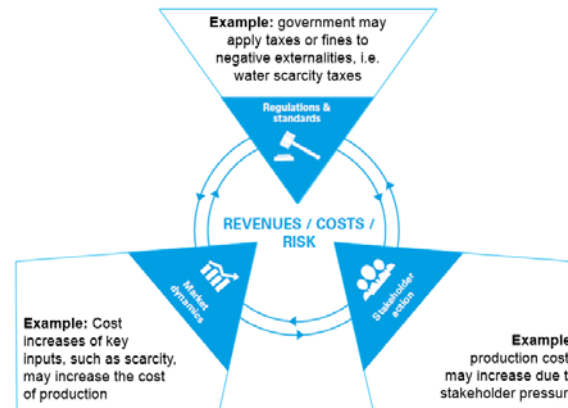 Example: government may
apply taxes or fines to
negative externalities, i.e.
water scarcity taxes
Regulations &
standards
REVENUES / COSTS /
RISK
Market
dynamics
Stakeholder
action
Example: Cost
increases of key
inputs, such as scarcity,
may increase the cost
of production
Example
production cost
may increase due t
stakeholder pressur